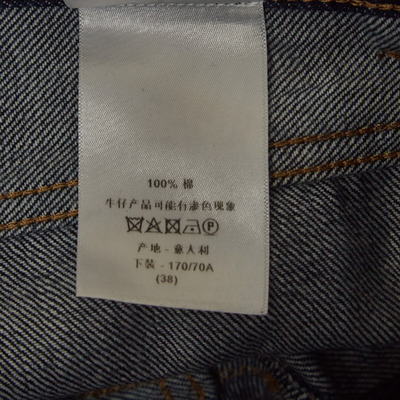 100% 棉
牛仔产品可能有渗色现象
产地 - 意大利
下装 - 170/70A
(38)